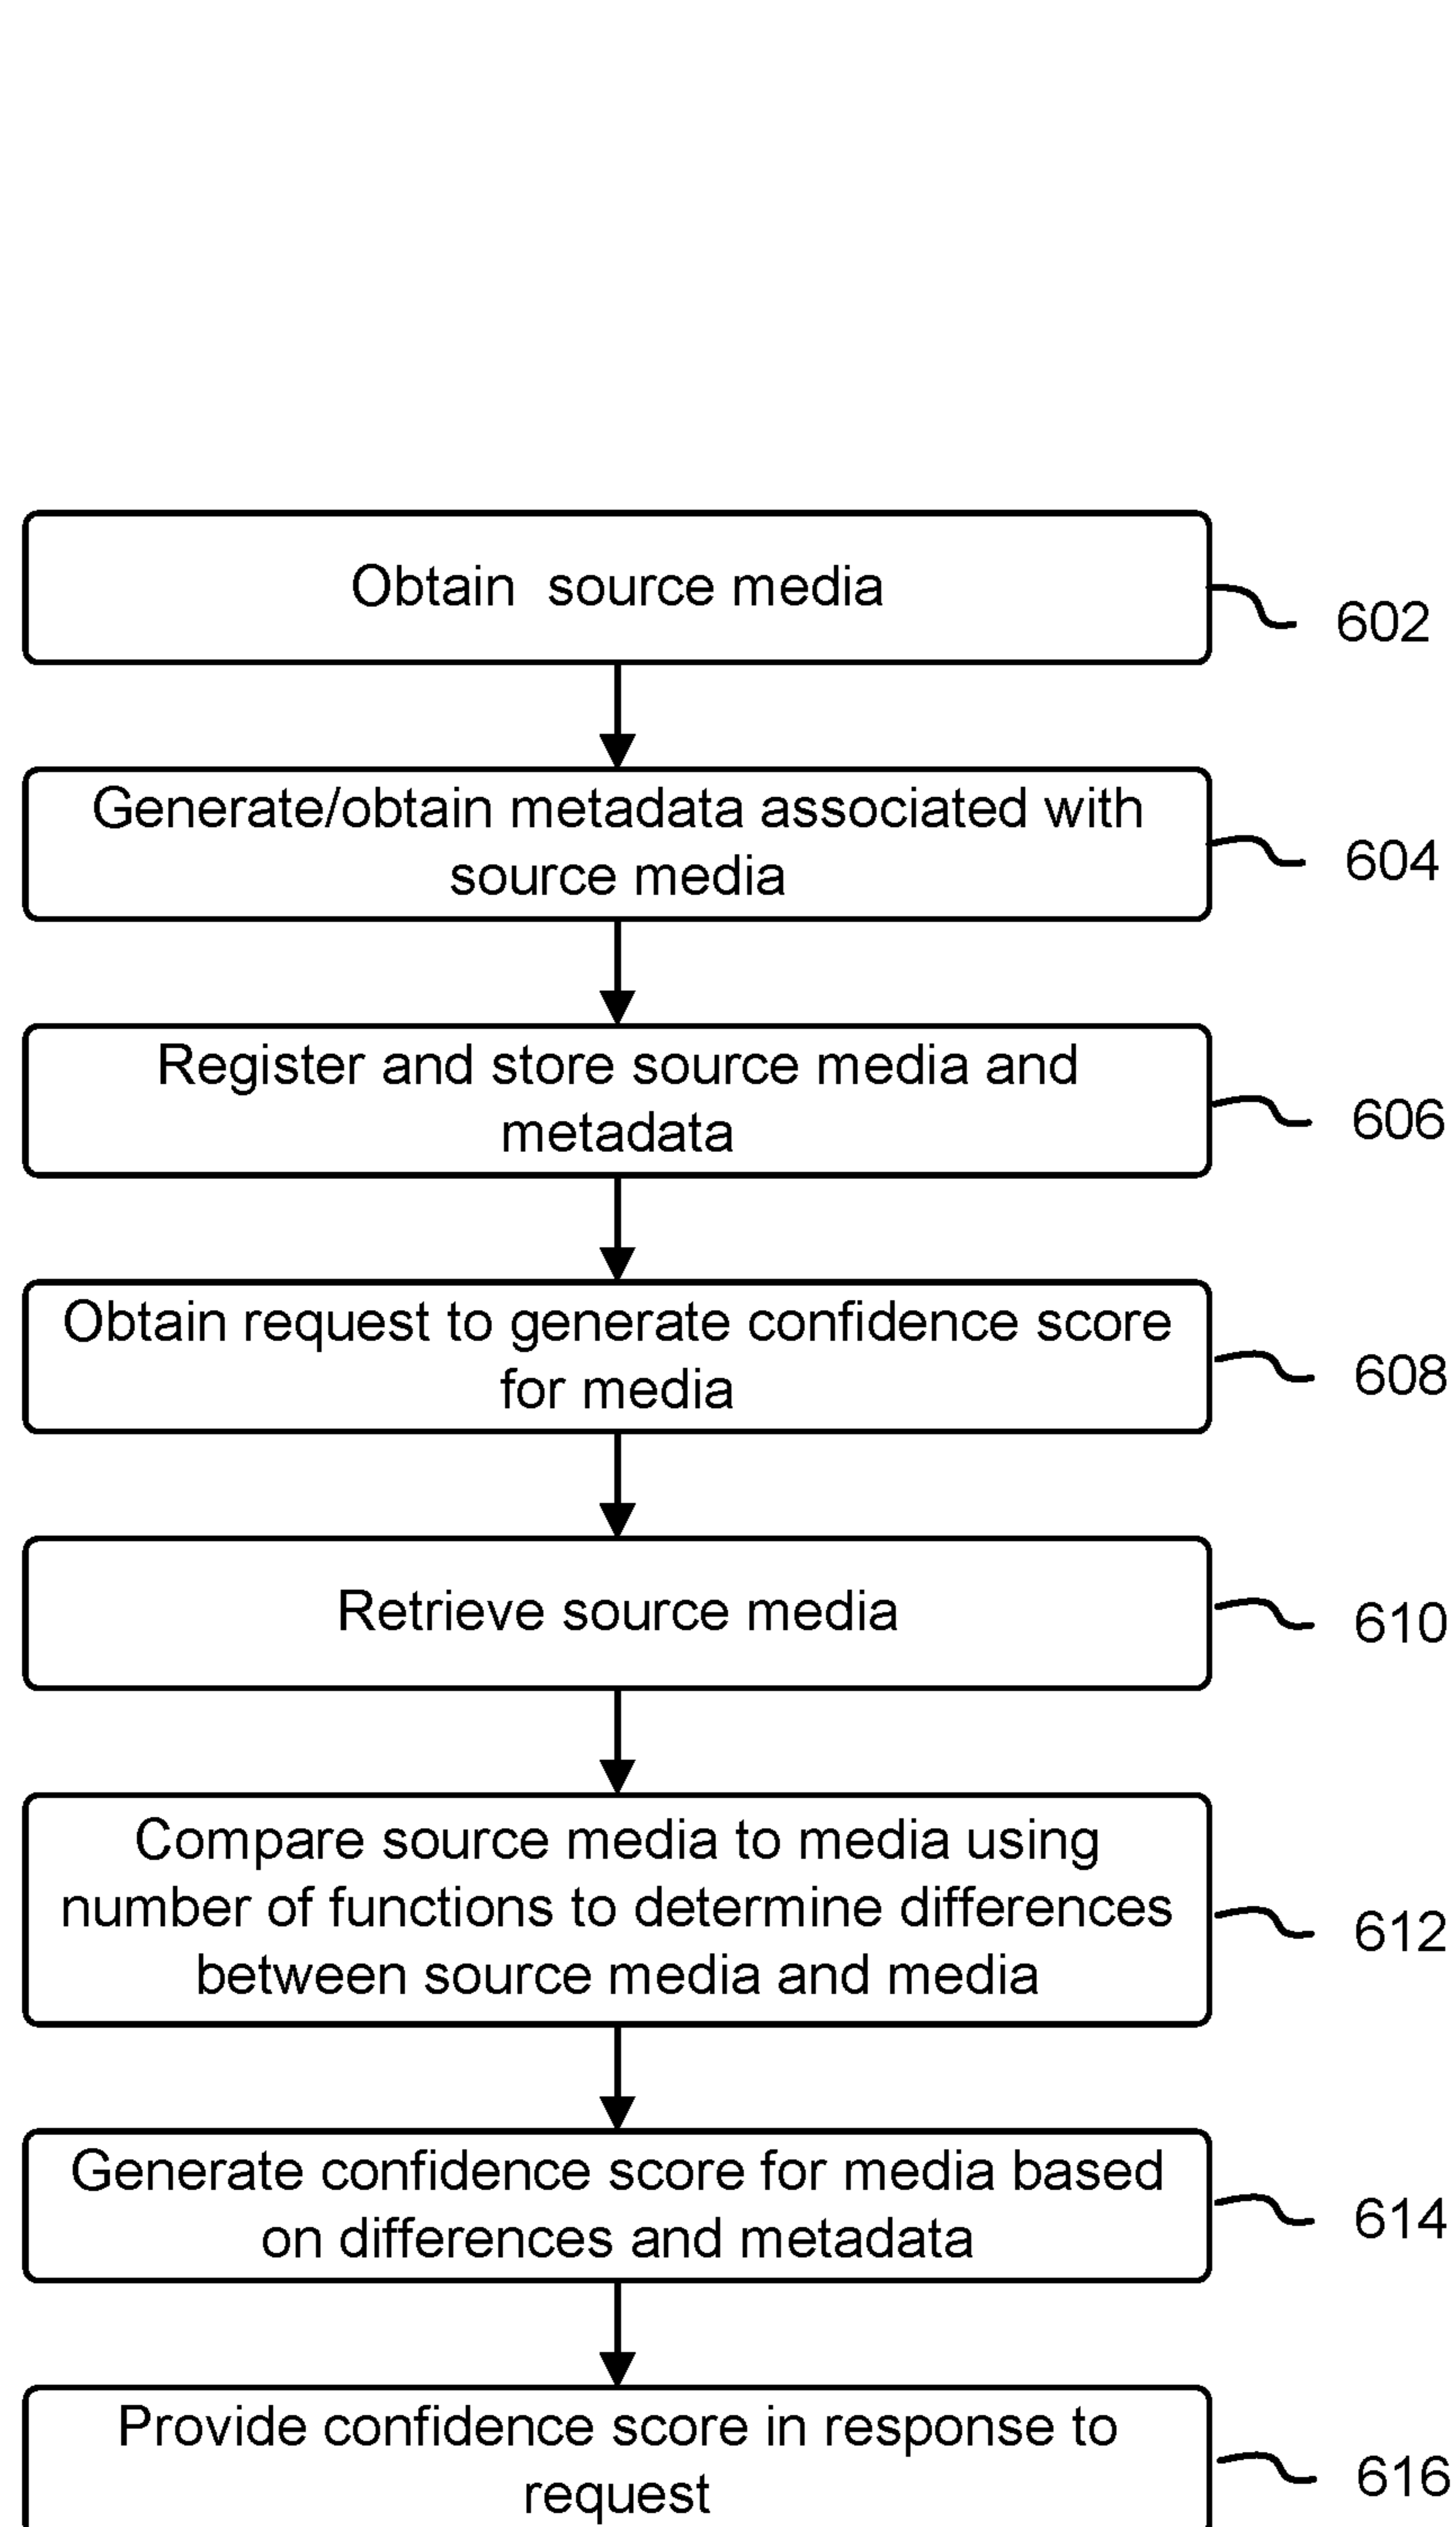 Obtain  source media
602
Generate/obtain metadata associated with
source media
604
Register and store source media and
metadata
606
Obtain request to generate confidence score
for media
608
Retrieve source media
610
Compare source media to media using
number of functions to determine differences
between source media and media
612
Generate confidence score for media based
on differences and metadata
614
Provide confidence score in response to
request
616